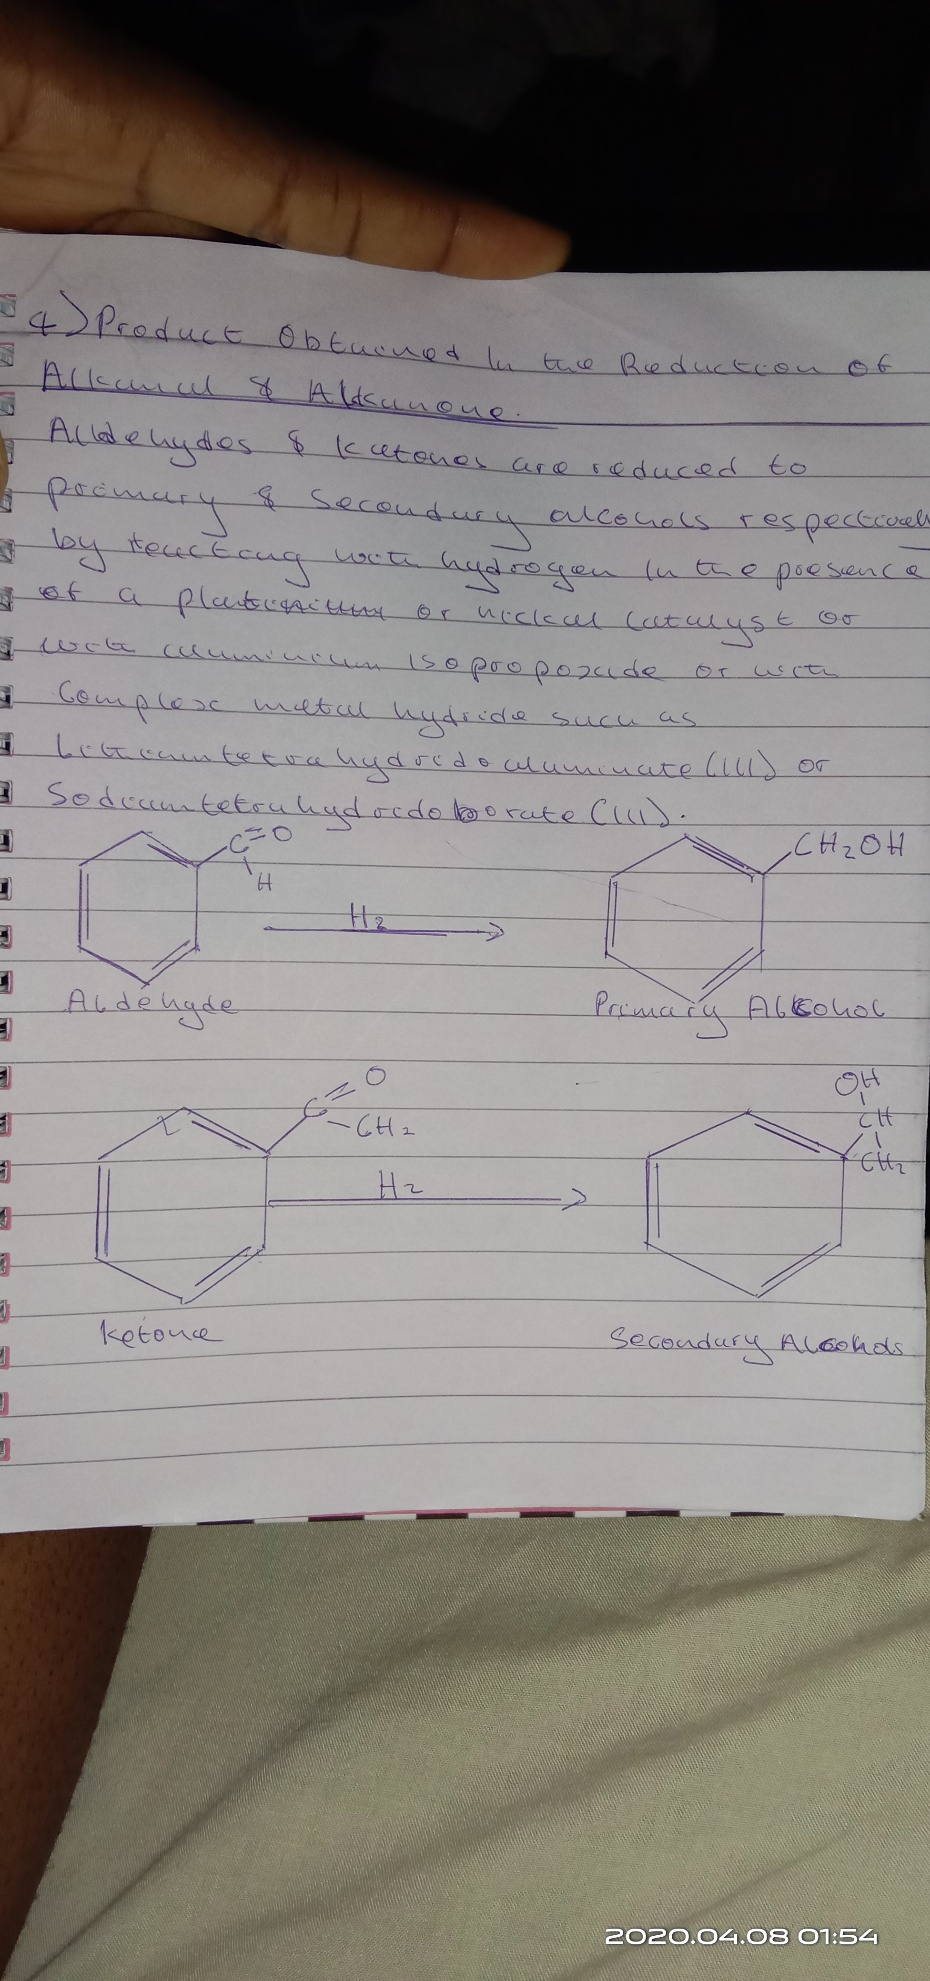 4) Product Obtained In the Reduction of
Alkanal & Alkanone.
Aldehydes & Ketones are reduced to
primary & Secondary alcohols respectively
by reacting with hydrogen In the presence
of a platinium or nickel catalyst or
with aluminium isopropoxide or with
Complex metal hydride such as
Lithiumtetrahydridoaluminate (III) or
Sodiumtetrahydridoborate (III).
C=O
H
H2
CH2OH
Aldehyde
Primary Alcohol
C=O
-CH2
H2
OH
CH
CH2
Ketone
Secondary Alcohols
2020.04.08 01:54